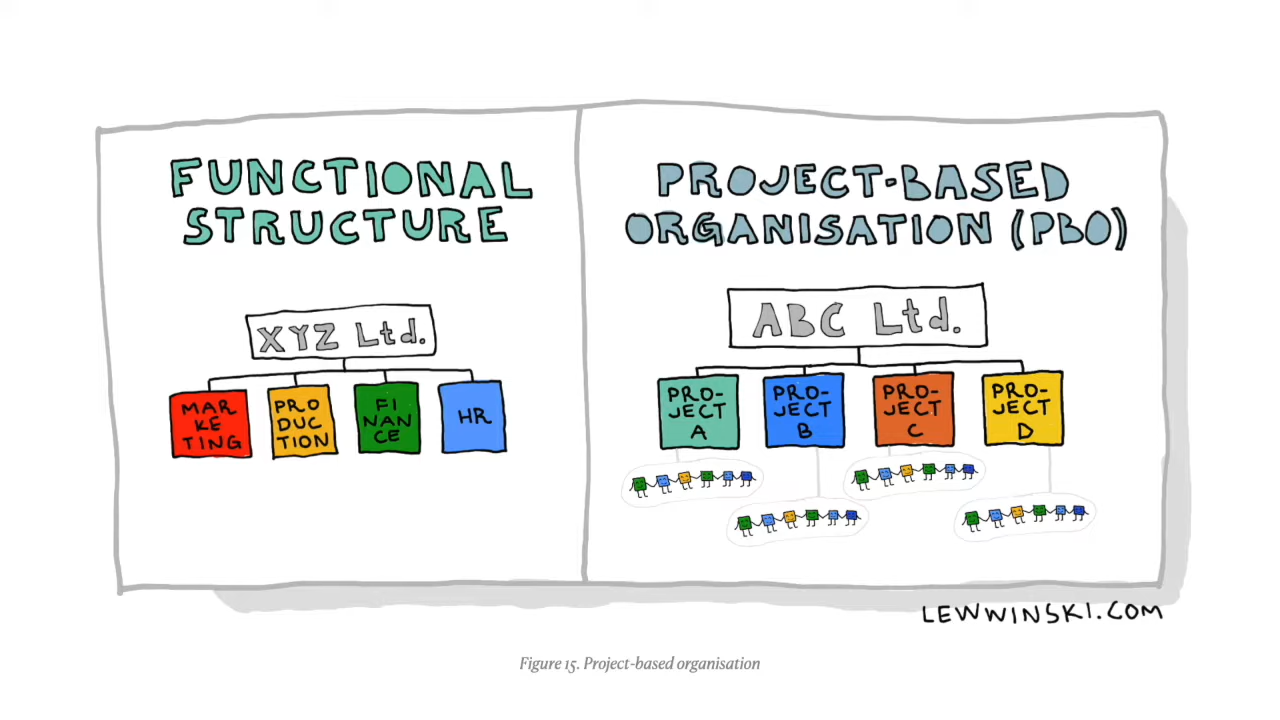 FUNCTIONAL
STRUCTURE
XYZ Ltd.
MAR
KE
TING
PRO
DUC
TION
FI
NAN
CE
HR
PROJECT-BASED
ORGANISATION (PBO)
ABC Ltd.
PRO-
JECT
A
PRO-
JECT
B
PRO-
JECT
C
PRO-
JECT
D
LEWWINSKI.COM
Figure 15. Project-based organisation